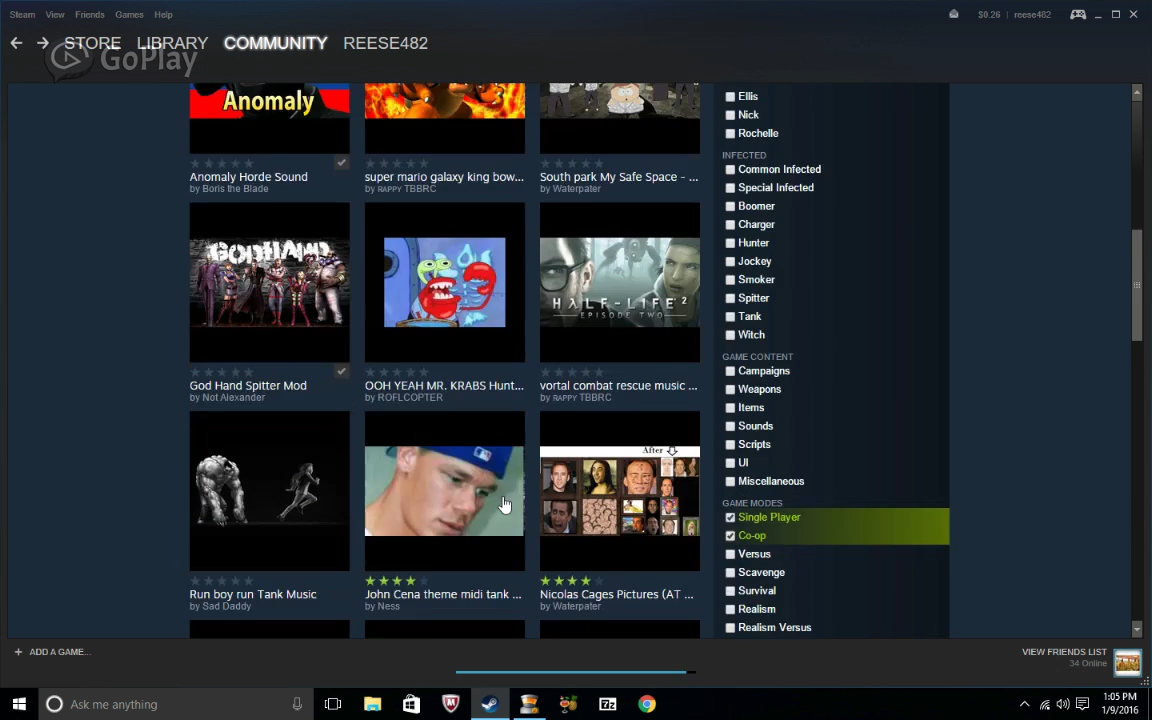 Steam View Friends Games Help
$0.26 | reese482
STORE LIBRARY COMMUNITY REESE482
GoPlay
Anomaly
Anomaly Horde Sound
by Boris the Blade
super mario galaxy king bow...
by RAPPY TBBRC
South park My Safe Space - ...
by Waterpater
GODHAND
God Hand Spitter Mod
by Not Alexander
OOH YEAH MR. KRABS Hunt...
by ROFLCOPTER
HALF-LIFE 2
EPISODE TWO
vortal combat rescue music ...
by RAPPY TBBRC
Run boy run Tank Music
by Sad Daddy
John Cena theme midi tank ...
by Ness
After
Nicolas Cages Pictures (AT ...
by Waterpater
Ellis
Nick
Rochelle
INFECTED
Common Infected
Special Infected
Boomer
Charger
Hunter
Jockey
Smoker
Spitter
Tank
Witch
GAME CONTENT
Campaigns
Weapons
Items
Sounds
Scripts
UI
Miscellaneous
GAME MODES
Single Player
Co-op
Versus
Scavenge
Survival
Realism
Realism Versus
+ ADD A GAME...
VIEW FRIENDS LIST
34 Online
Ask me anything
7z
1:05 PM
1/9/2016